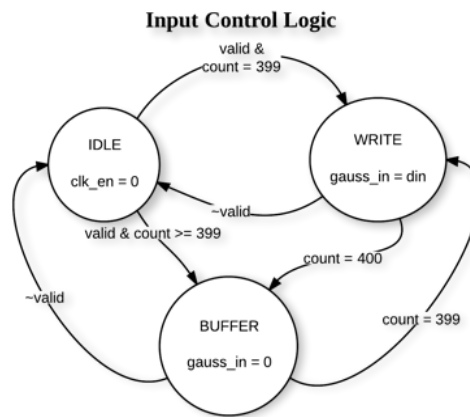 Input Control Logic
valid &
count = 399
IDLE
clk_en = 0
WRITE
gauss_in = din
~valid
valid & count >= 399
count = 400
~valid
count = 399
BUFFER
gauss_in = 0